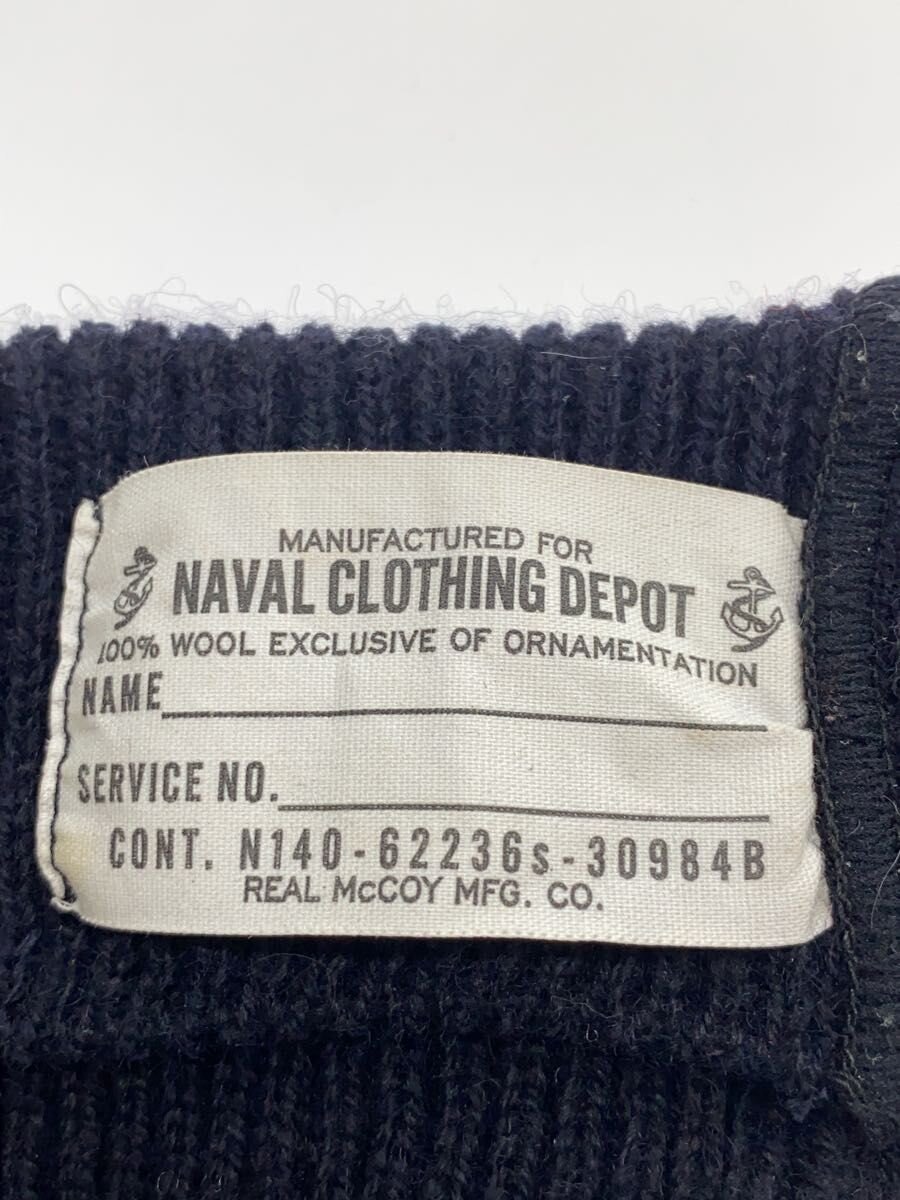 MANUFACTURED FOR
NAVAL CLOTHING DEPOT
100% WOOL EXCLUSIVE OF ORNAMENTATION
NAME
SERVICE NO.
CONT. N140-62236s-30984B
REAL McCOY MFG. CO.